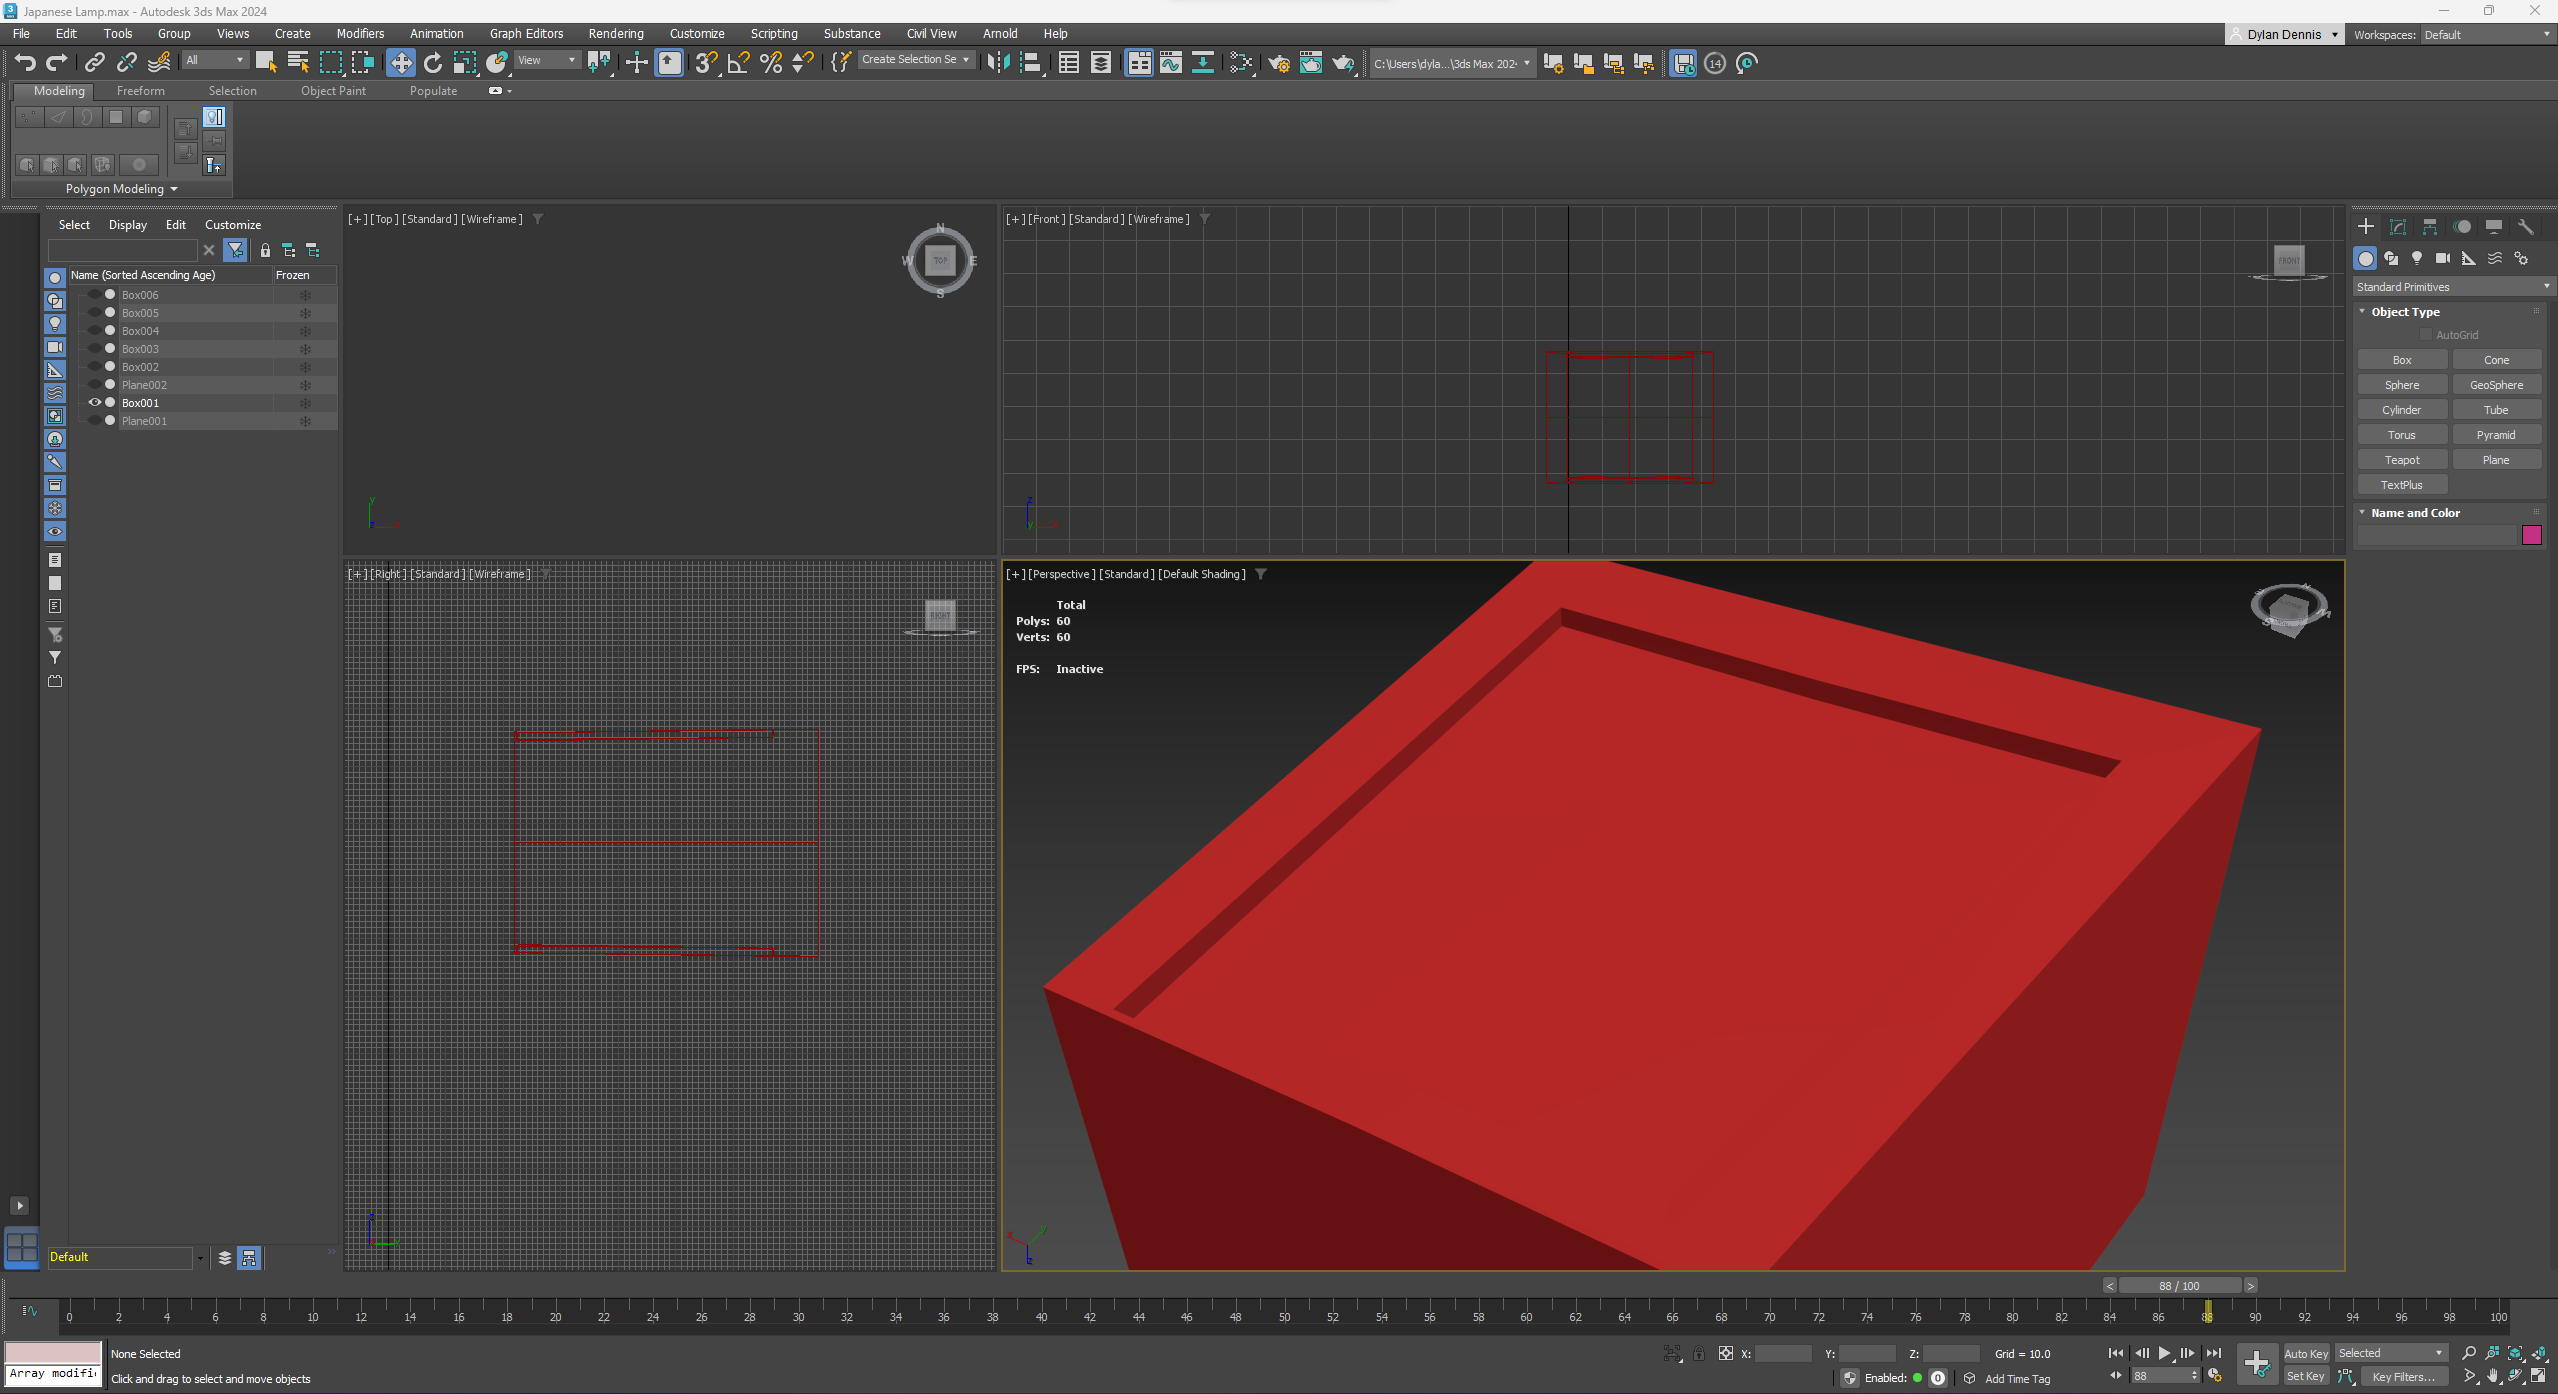 Japanese Lamp.max - Autodesk 3ds Max 2024
File Edit Tools Group Views Create Modifiers Animation Graph Editors Rendering Customize Scripting Substance Civil View Arnold Help
Dylan Dennis Workspaces: Default
All View Create Selection Se C:\Users\dyla...\3ds Max 202 14
Modeling Freeform Selection Object Paint Populate
Polygon Modeling
Select Display Edit Customize
Name (Sorted Ascending Age) Frozen
Box006
Box005
Box004
Box003
Box002
Plane002
Box001
Plane001
Default
[+] [Top] [Standard] [Wireframe]
N
W TOP E
S
y
z x
[+] [Front] [Standard] [Wireframe]
FRONT
z
y x
[+] [Right] [Standard] [Wireframe]
RIGHT
[+] [Perspective] [Standard] [Default Shading]
Total
Polys: 60
Verts: 60
FPS: Inactive
Standard Primitives
Object Type
AutoGrid
Box Cone
Sphere GeoSphere
Cylinder Tube
Torus Pyramid
Teapot Plane
TextPlus
Name and Color
< 88 / 100 >
0 2 4 6 8 10 12 14 16 18 20 22 24 26 28 30 32 34 36 38 40 42 44 46 48 50 52 54 56 58 60 62 64 66 68 70 72 74 76 78 80 82 84 86 88 90 92 94 96 98 100
None Selected X: Y: Z: Grid = 10.0 Auto Key Selected
Array modifi Click and drag to select and move objects Enabled: 0 Add Time Tag 88 Set Key Key Filters...